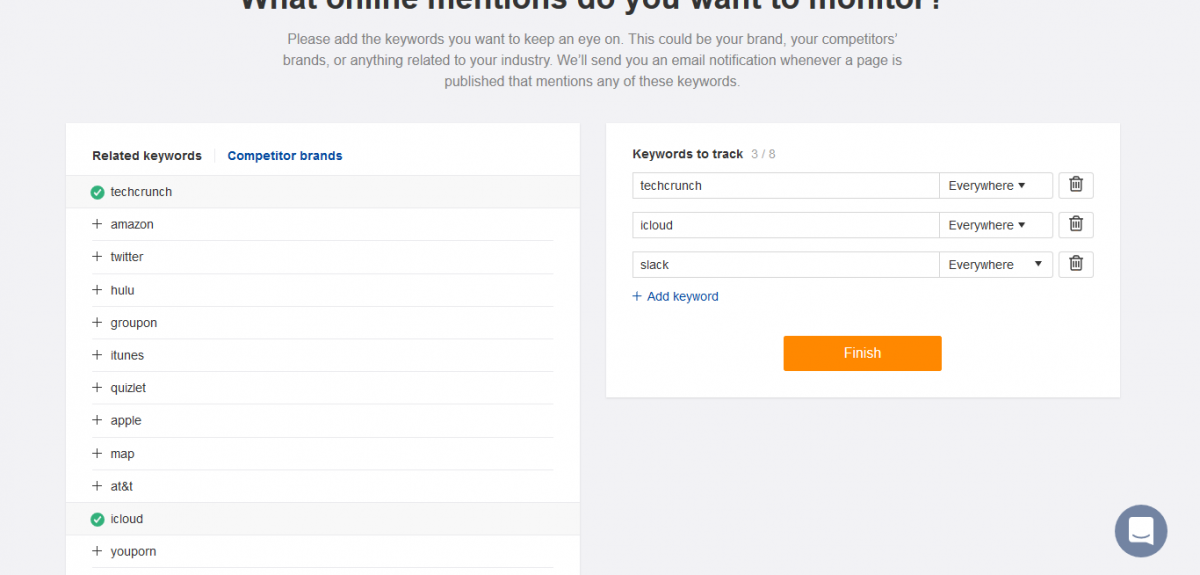 What online mentions do you want to monitor?
Please add the keywords you want to keep an eye on. This could be your brand, your competitors’
brands, or anything related to your industry. We’ll send you an email notification whenever a page is
published that mentions any of these keywords.
Related keywords
Competitor brands
techcrunch
amazon
twitter
hulu
groupon
itunes
quizlet
apple
map
at&t
icloud
youporn
Keywords to track 3 / 8
techcrunch Everywhere
icloud Everywhere
slack Everywhere
+ Add keyword
Finish